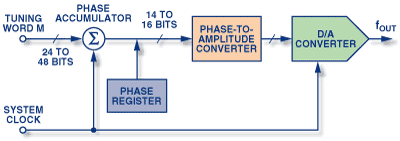 TUNING
WORD M
PHASE
ACCUMULATOR
Σ
24 TO
48 BITS
14 TO
16 BITS
PHASE
REGISTER
PHASE-TO-
AMPLITUDE
CONVERTER
D/A
CONVERTER
fOUT
SYSTEM
CLOCK